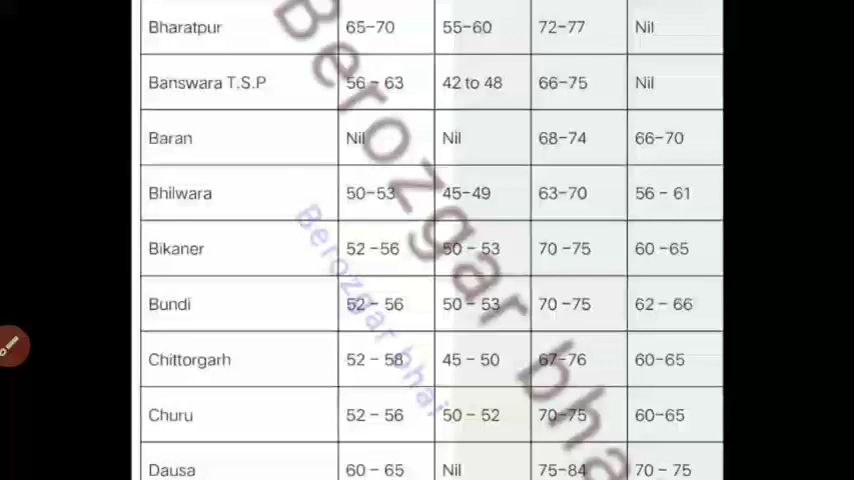 Bharatpur 65-70 55-60 72-77 Nil
Banswara T.S.P 56 - 63 42 to 48 66-75 Nil
Baran Nil Nil 68-74 66-70
Bhilwara 50-53 45-49 63-70 56 - 61
Bikaner 52 -56 50 - 53 70 -75 60 -65
Bundi 52 - 56 50 - 53 70 -75 62 - 66
Chittorgarh 52 - 58 45 - 50 67-76 60-65
Churu 52 - 56 50 - 52 70-75 60-65
Dausa 60 - 65 Nil 75-84 70 - 75
Berozgar bha
Berozgar bhai